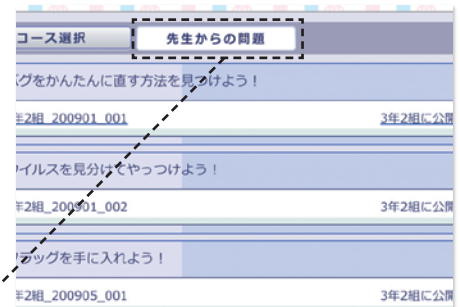 コース選択 先生からの問題
グをかんたんに直す方法を見つけよう！
年2組_200901_001 3年2組に公開
イルスを見分けてやっつけよう！
年2組_200901_002 3年2組に公開
ラッグを手に入れよう！
年2組_200905_001 3年2組に公開